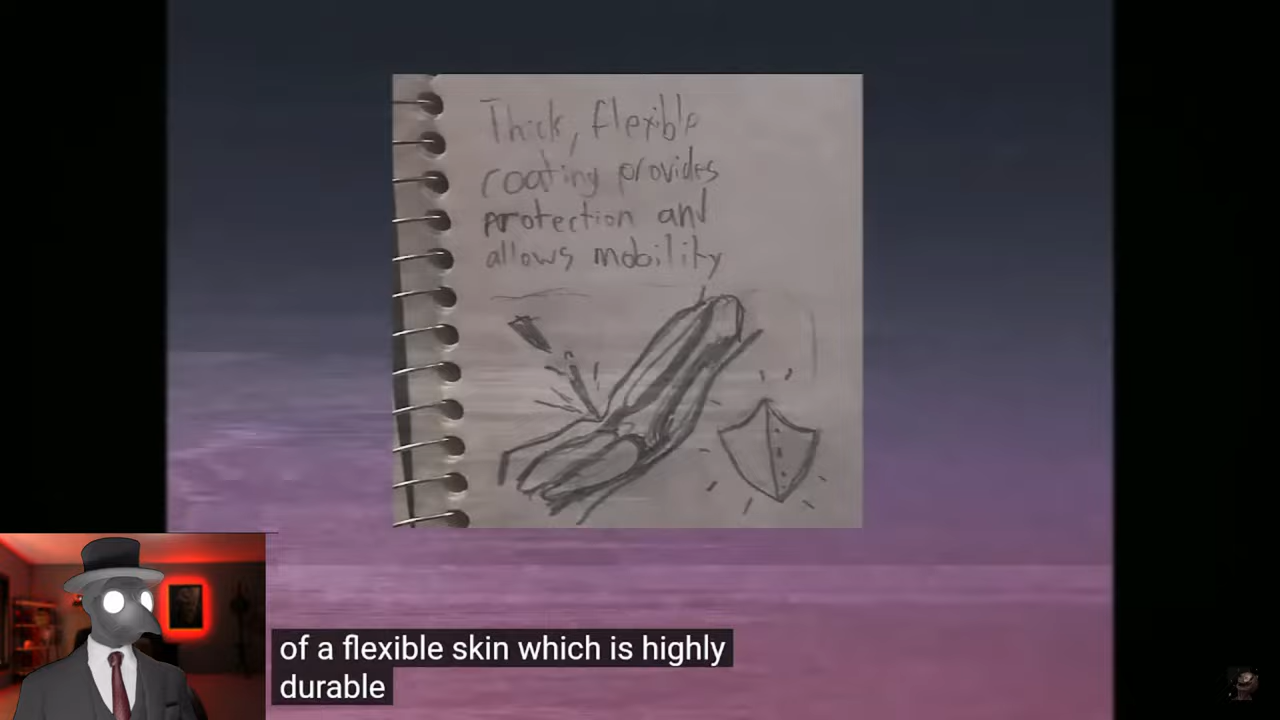 Thick, flexible
coating provides
protection and
allows mobility
of a flexible skin which is highly
durable